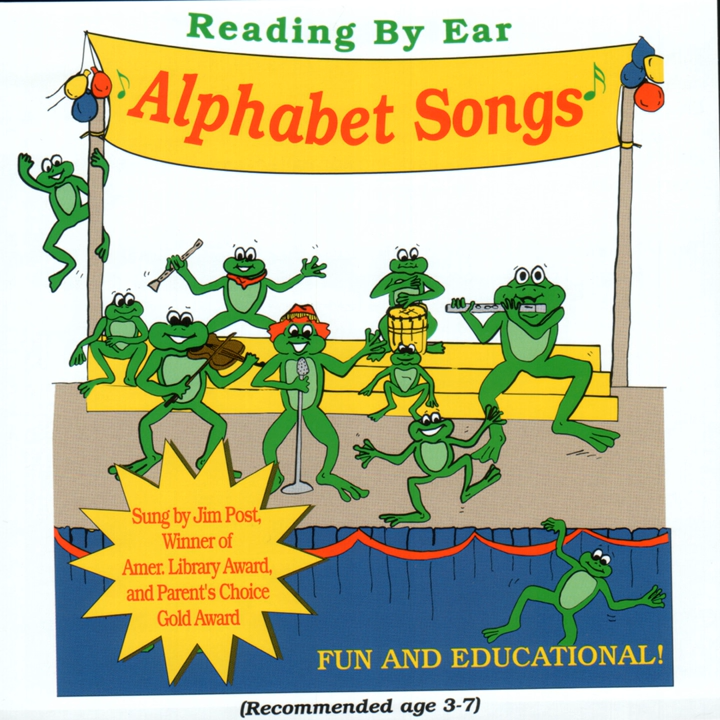 Reading By Ear
Alphabet Songs
Sung by Jim Post,
Winner of
Amer. Library Award,
and Parent's Choice
Gold Award
FUN AND EDUCATIONAL!
(Recommended age 3-7)